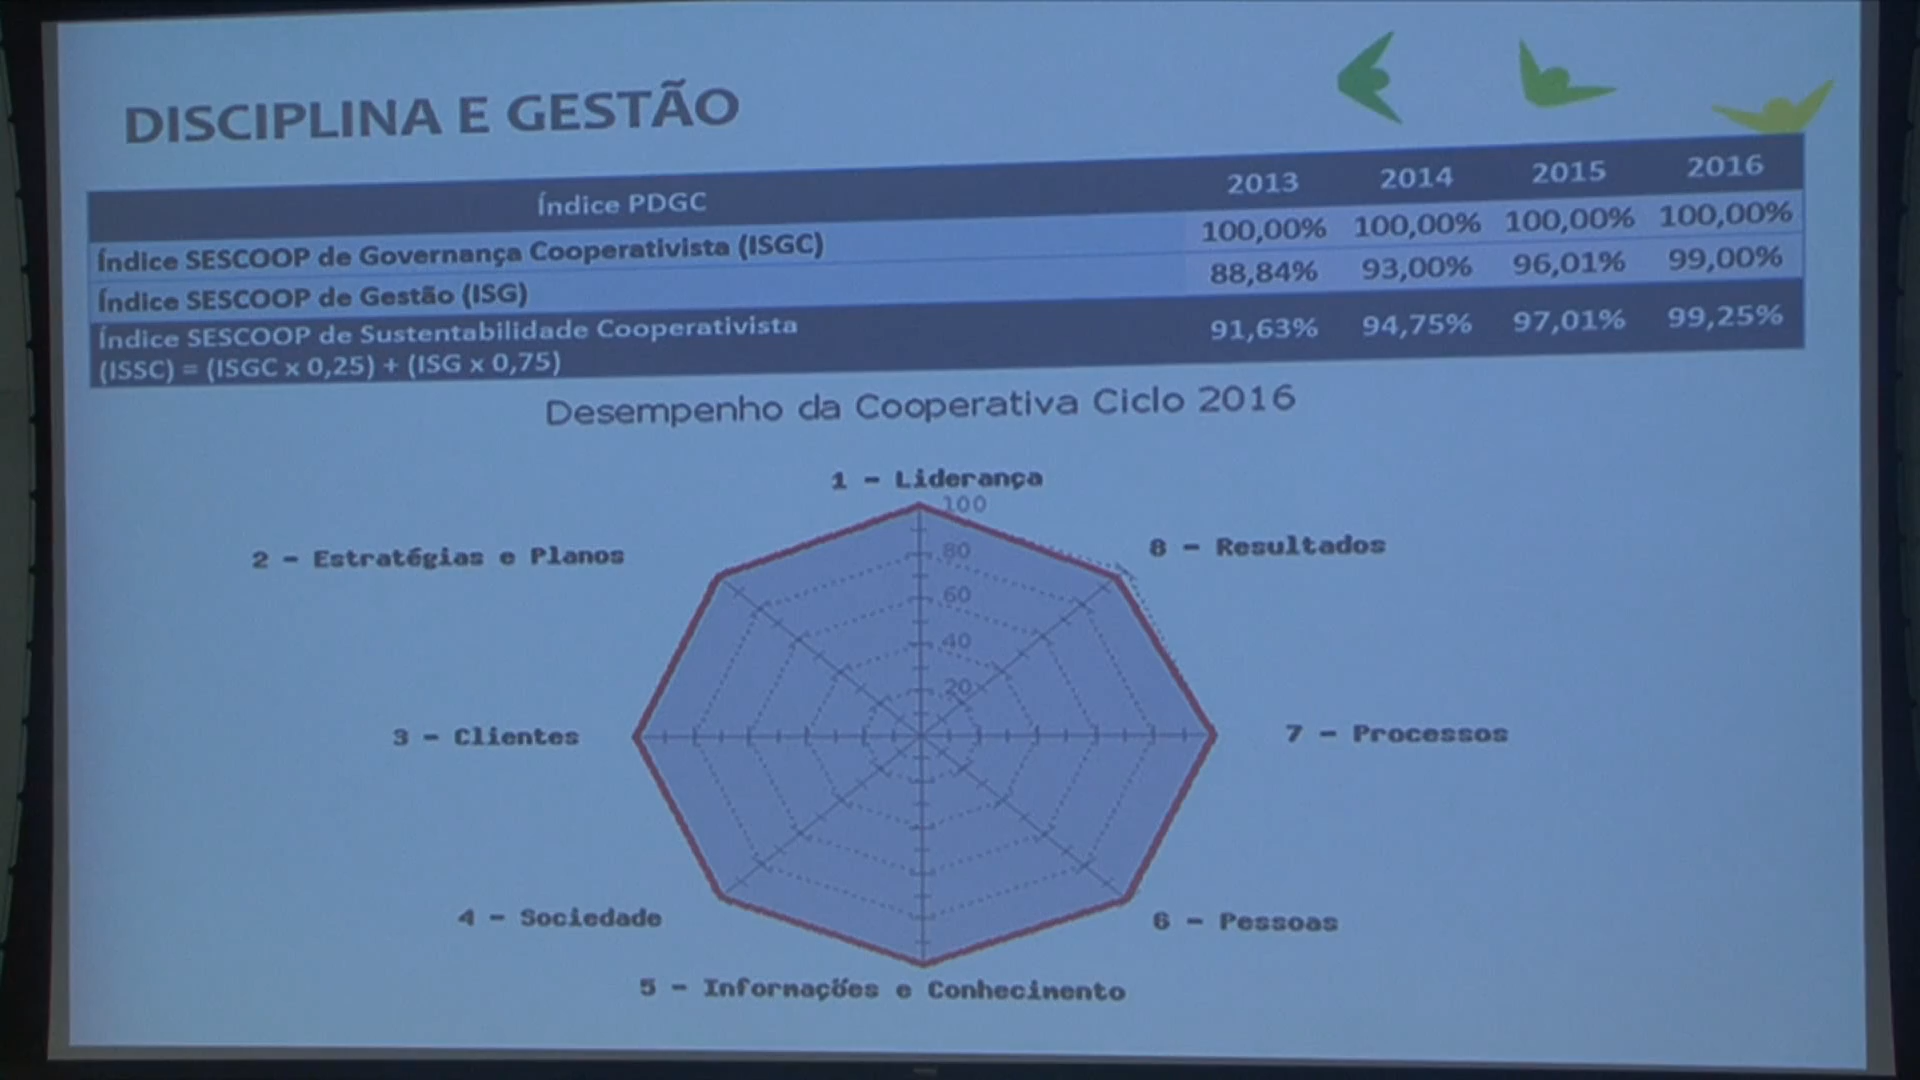 DISCIPLINA E GESTÃO
Índice PDGC 2013 2014 2015 2016
Índice SESCOOP de Governança Cooperativista (ISGC) 100,00% 100,00% 100,00% 100,00%
Índice SESCOOP de Gestão (ISG) 88,84% 93,00% 96,01% 99,00%
Índice SESCOOP de Sustentabilidade Cooperativista 91,63% 94,75% 97,01% 99,25%
(ISSC) = (ISGC x 0,25) + (ISG x 0,75)
Desempenho da Cooperativa Ciclo 2016
1 - Liderança
100
8 - Resultados
2 - Estratégias e Planos
80
60
40
20
3 - Clientes
7 - Processos
4 - Sociedade
6 - Pessoas
5 - Informações e Conhecimento